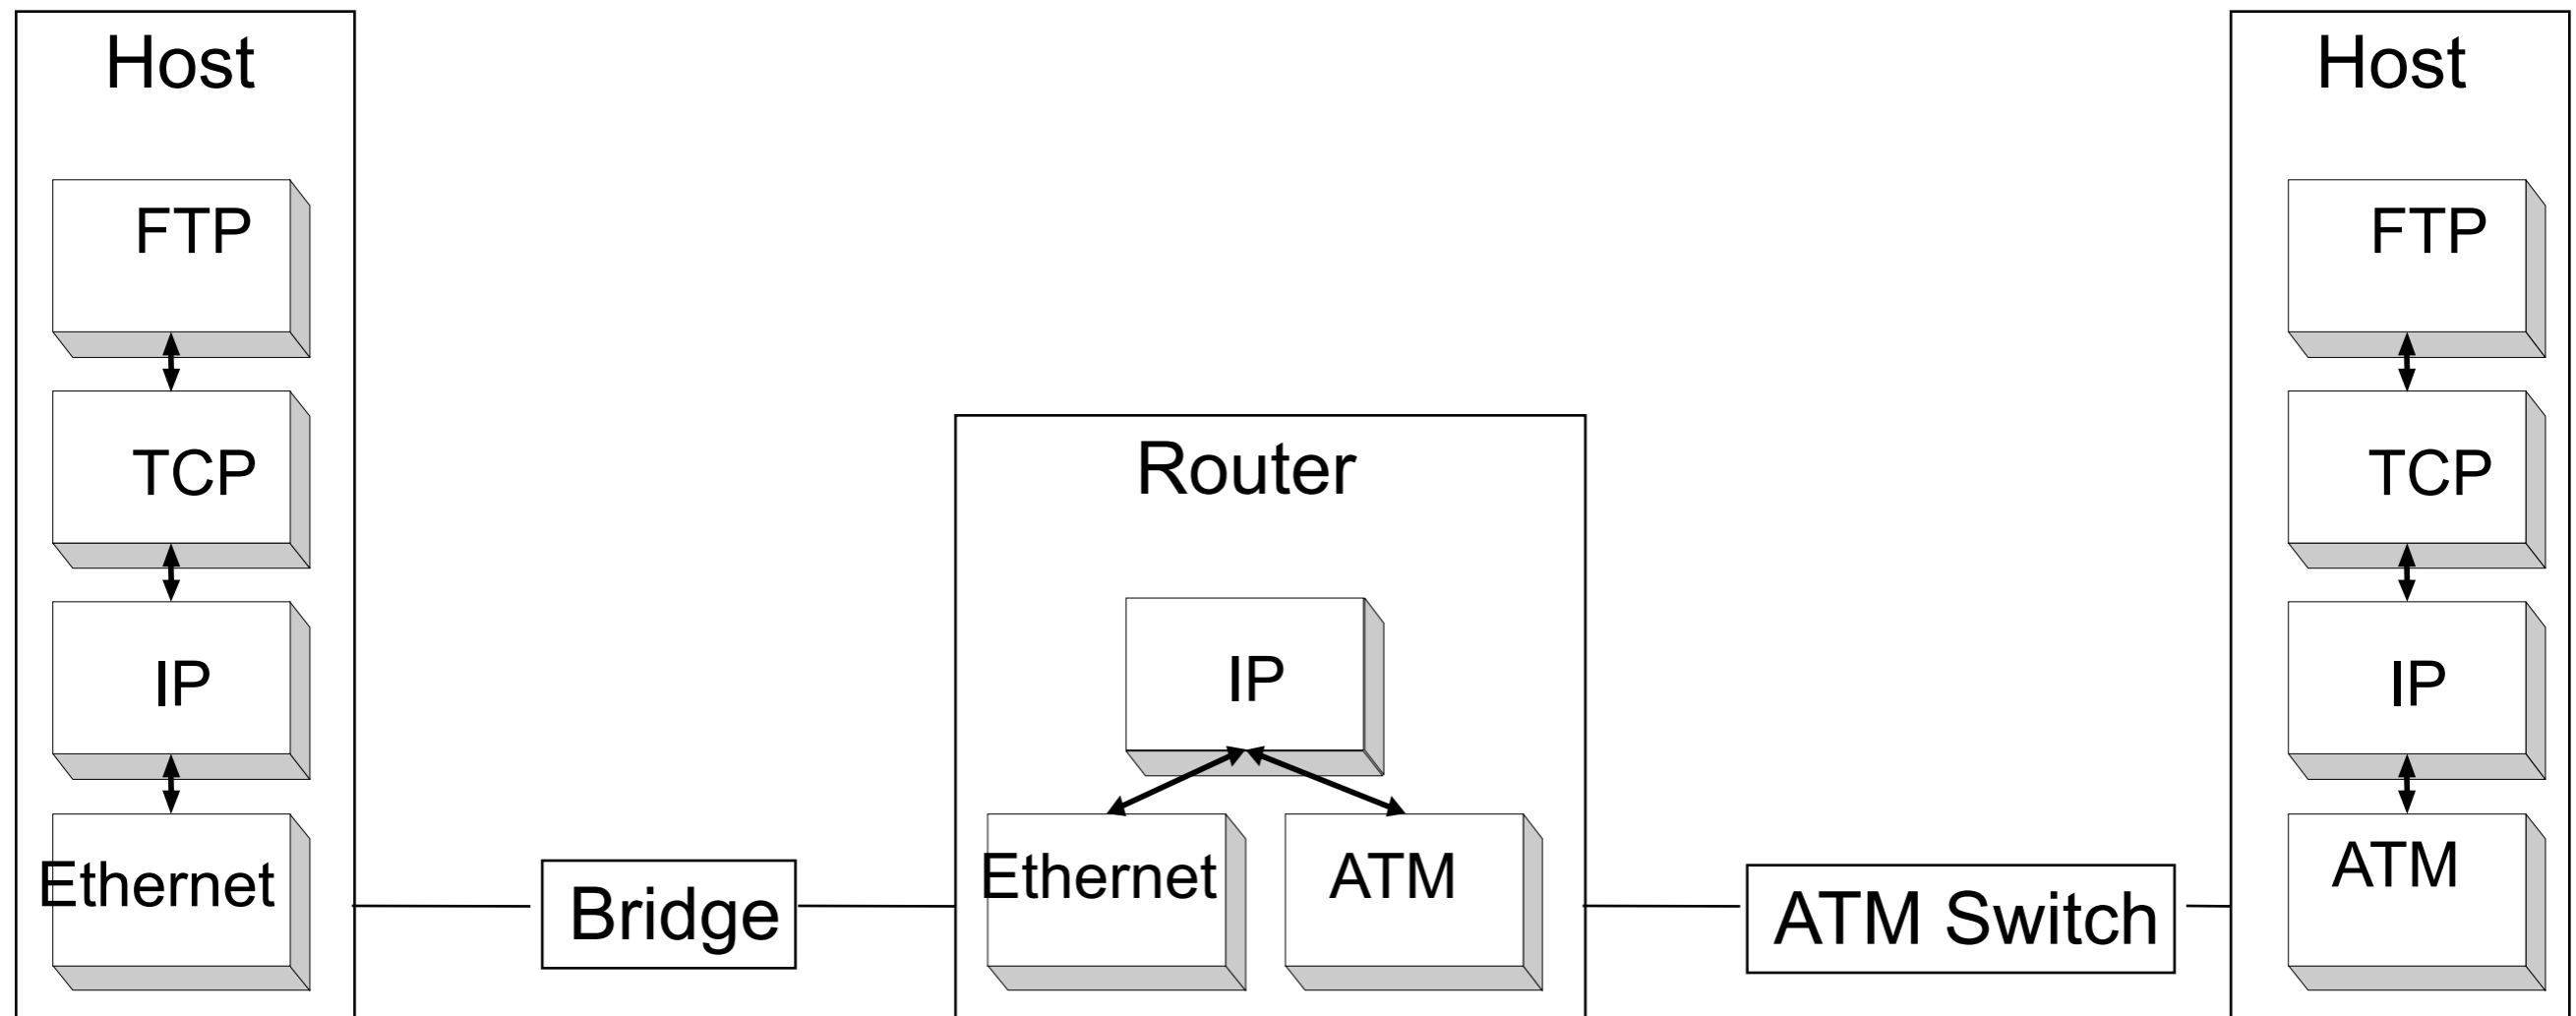 Host
FTP
TCP
IP
Ethernet
Bridge
Router
IP
Ethernet
ATM
ATM Switch
Host
FTP
TCP
IP
ATM